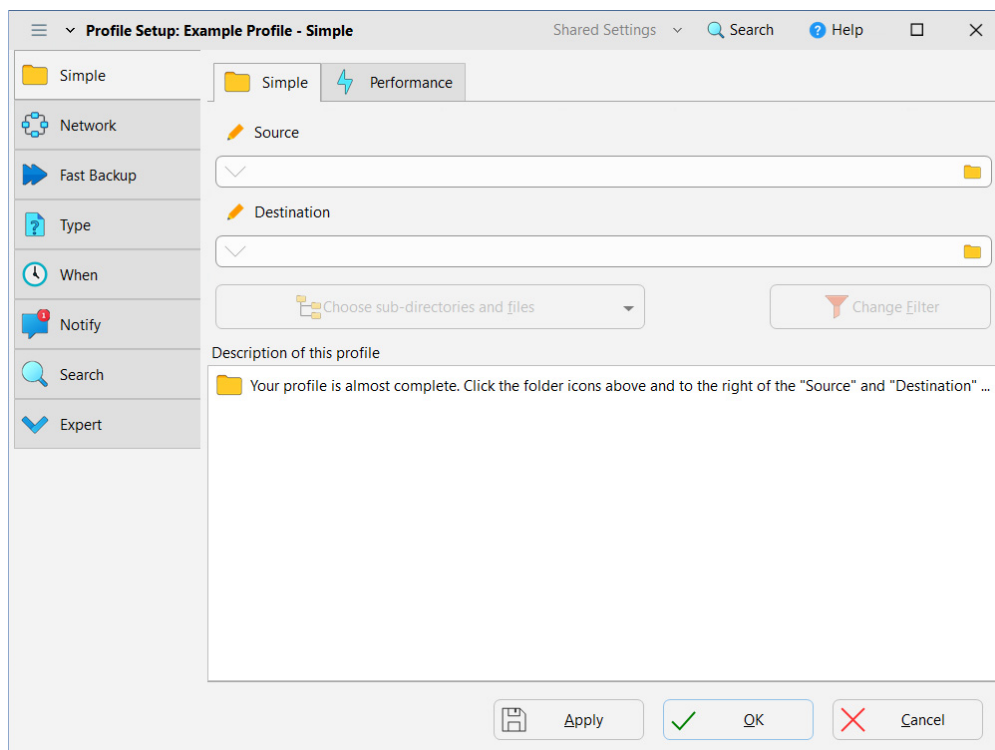 Profile Setup: Example Profile - Simple
Shared Settings
Search
Help
Simple
Network
Fast Backup
Type
When
Notify
1
Search
Expert
Simple
Performance
Source
Destination
Choose sub-directories and files
Change Filter
Description of this profile
Your profile is almost complete. Click the folder icons above and to the right of the "Source" and "Destination" ...
Apply
OK
Cancel